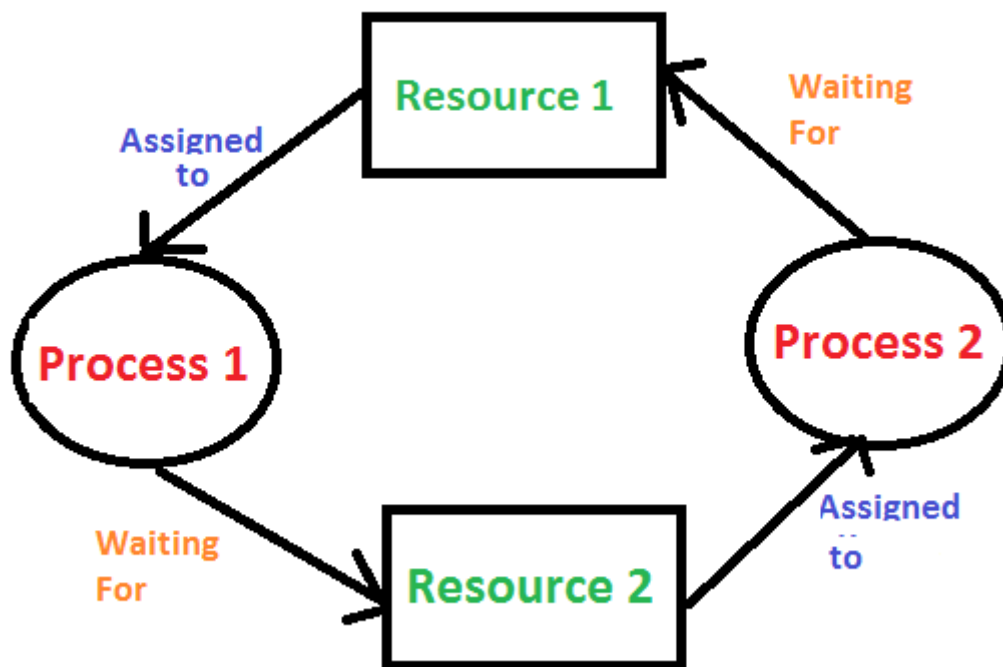 Resource 1
Waiting
For
Assigned
to
Process 1
Process 2
Waiting
For
Resource 2
Assigned
to